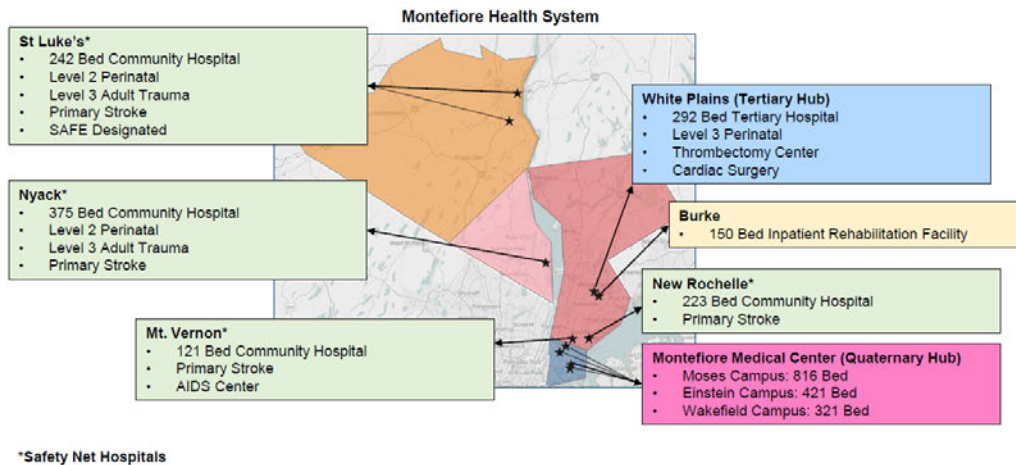 Montefiore Health System
St Luke's*
• 242 Bed Community Hospital
• Level 2 Perinatal
• Level 3 Adult Trauma
• Primary Stroke
• SAFE Designated
White Plains (Tertiary Hub)
• 292 Bed Tertiary Hospital
• Level 3 Perinatal
• Thrombectomy Center
• Cardiac Surgery
Nyack*
• 375 Bed Community Hospital
• Level 2 Perinatal
• Level 3 Adult Trauma
• Primary Stroke
Burke
• 150 Bed Inpatient Rehabilitation Facility
New Rochelle*
• 223 Bed Community Hospital
• Primary Stroke
Mt. Vernon*
• 121 Bed Community Hospital
• Primary Stroke
• AIDS Center
Montefiore Medical Center (Quaternary Hub)
• Moses Campus: 816 Bed
• Einstein Campus: 421 Bed
• Wakefield Campus: 321 Bed
*Safety Net Hospitals